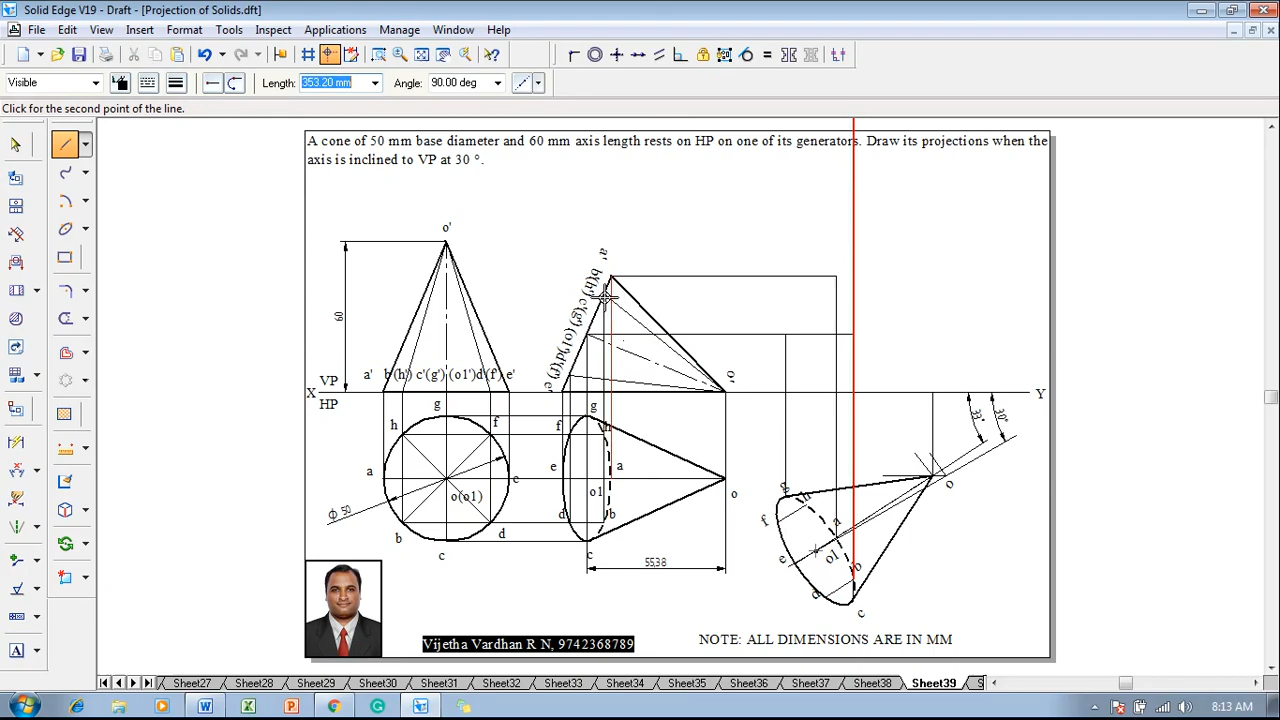 Solid Edge V19 - Draft - [Projection of Solids.dft]
File Edit View Insert Format Tools Inspect Applications Manage Window Help
Visible Length: 353.20 mm Angle: 90.00 deg
Click for the second point of the line.
A cone of 50 mm base diameter and 60 mm axis length rests on HP on one of its generators. Draw its projections when the
axis is inclined to VP at 30 °.
o'
a'
b'(h') c'(g') (o1')d'(f') e'
60
a' b'(h') c'(g') (o1')d'(f') e'
o'
VP
X Y
HP
g g
33° 30°
h f f h
a e e a
o(o1) o1 o
o
ϕ 50
b d d b
c c
g h
f a
e o1 b
d c
55,38
Vijetha Vardhan R N, 9742368789
NOTE: ALL DIMENSIONS ARE IN MM
Sheet27 Sheet28 Sheet29 Sheet30 Sheet31 Sheet32 Sheet33 Sheet34 Sheet35 Sheet36 Sheet37 Sheet38 Sheet39 S
8:13 AM